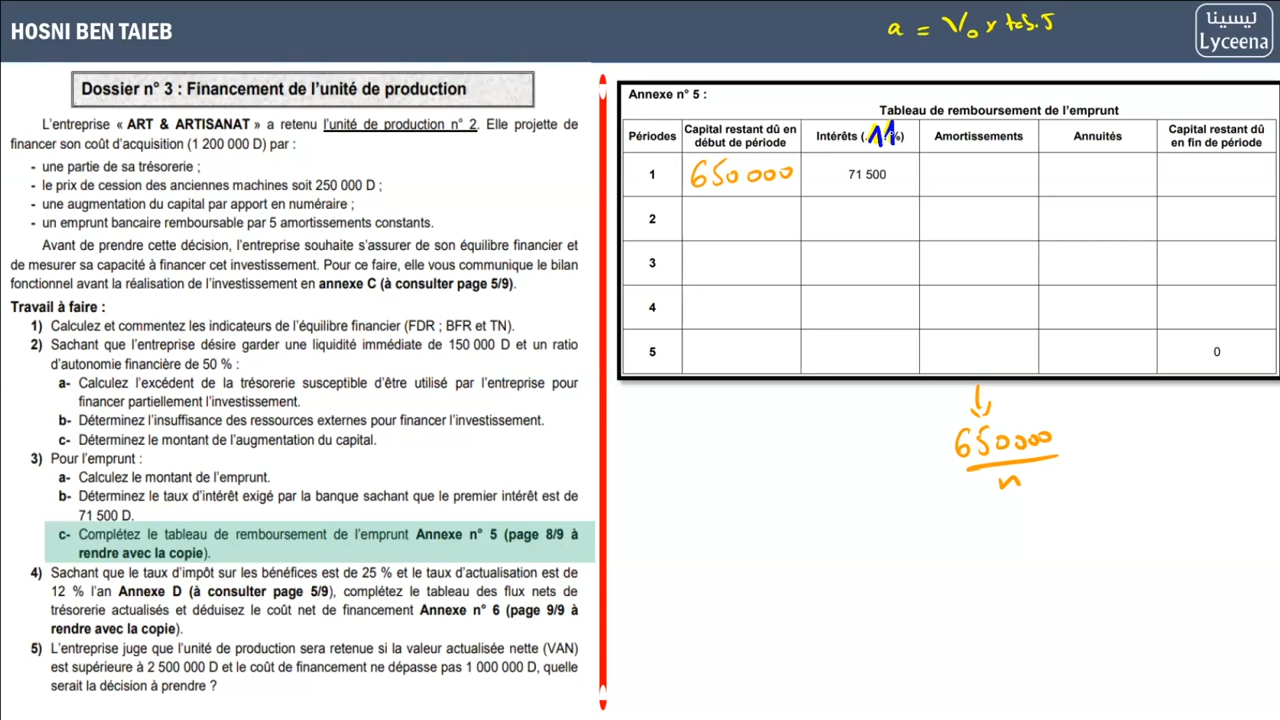 HOSNI BEN TAIEB
a = V₀ x
ليسينا
Lyceena
Dossier n° 3 : Financement de l'unité de production
L'entreprise « ART & ARTISANAT » a retenu l'unité de production n° 2. Elle projette de
financer son coût d'acquisition (1 200 000 D) par :
- une partie de sa trésorerie ;
- le prix de cession des anciennes machines soit 250 000 D ;
- une augmentation du capital par apport en numéraire ;
- un emprunt bancaire remboursable par 5 amortissements constants.
Avant de prendre cette décision, l'entreprise souhaite s'assurer de son équilibre financier et
de mesurer sa capacité à financer cet investissement. Pour ce faire, elle vous communique le bilan
fonctionnel avant la réalisation de l'investissement en annexe C (à consulter page 5/9).
Travail à faire :
1) Calculez et commentez les indicateurs de l'équilibre financier (FDR ; BFR et TN).
2) Sachant que l'entreprise désire garder une liquidité immédiate de 150 000 D et un ratio
d'autonomie financière de 50 % :
a- Calculez l'excédent de la trésorerie susceptible d'être utilisé par l'entreprise pour
financer partiellement l'investissement.
b- Déterminez l'insuffisance des ressources externes pour financer l'investissement.
c- Déterminez le montant de l'augmentation du capital.
3) Pour l'emprunt :
a- Calculez le montant de l'emprunt.
b- Déterminez le taux d'intérêt exigé par la banque sachant que le premier intérêt est de
71 500 D.
c- Complétez le tableau de remboursement de l'emprunt Annexe n° 5 (page 8/9 à
rendre avec la copie).
4) Sachant que le taux d'impôt sur les bénéfices est de 25 % et le taux d'actualisation est de
12 % l'an Annexe D (à consulter page 5/9), complétez le tableau des flux nets de
trésorerie actualisés et déduisez le coût net de financement Annexe n° 6 (page 9/9 à
rendre avec la copie).
5) L'entreprise juge que l'unité de production sera retenue si la valeur actualisée nette (VAN)
est supérieure à 2 500 000 D et le coût de financement ne dépasse pas 1 000 000 D, quelle
serait la décision à prendre ?
Annexe n° 5 :
Tableau de remboursement de l'emprunt
Périodes Capital restant dû en début de période Intérêts (11%) Amortissements Annuités Capital restant dû en fin de période
1 650 000 71 500
2
3
4
5 0
650000
n